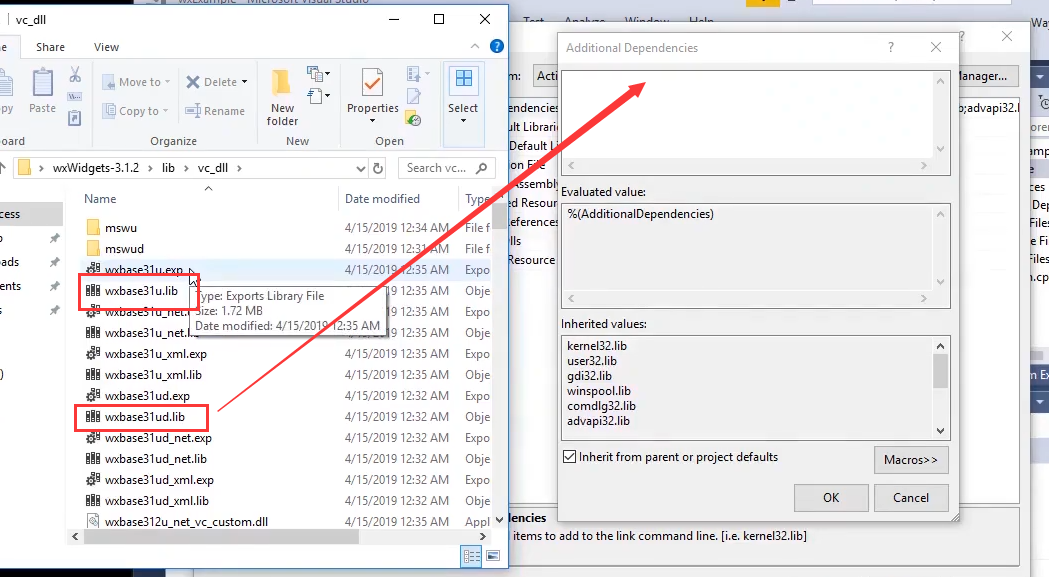 wxExample - Microsoft Visual Studio
vc_dll
Share
View
Paste
Move to
Copy to
Delete
Rename
New
folder
Properties
Select
Organize
New
Open
wxWidgets-3.1.2 > lib > vc_dll >
Search vc...
Name
Date modified
Type
mswu 4/15/2019 12:34 AM File f
mswud 4/15/2019 12:31 AM File f
wxbase31u.exp 4/15/2019 12:35 AM Expo
wxbase31u.lib 4/15/2019 12:35 AM Obje
Type: Exports Library File
Size: 1.72 MB
Date modified: 4/15/2019 12:35 AM
wxbase31u_net.lib 4/15/2019 12:35 AM Obje
wxbase31u_xml.exp 4/15/2019 12:35 AM Expo
wxbase31u_xml.lib 4/15/2019 12:35 AM Obje
wxbase31ud.exp 4/15/2019 12:32 AM Expo
wxbase31ud.lib 4/15/2019 12:32 AM Obje
wxbase31ud_net.exp 4/15/2019 12:32 AM Expo
wxbase31ud_net.lib 4/15/2019 12:32 AM Obje
wxbase31ud_xml.exp 4/15/2019 12:32 AM Expo
wxbase31ud_xml.lib 4/15/2019 12:32 AM Obje
wxbase312u_net_vc_custom.dll 4/15/2019 12:35 AM Appl
Test Analyze Window Help
Additional Dependencies
?
Manager...
Evaluated value:
%(AdditionalDependencies)
Inherited values:
kernel32.lib
user32.lib
gdi32.lib
winspool.lib
comdlg32.lib
advapi32.lib
Inherit from parent or project defaults
Macros>>
OK
Cancel
items to add to the link command line. [i.e. kernel32.lib]